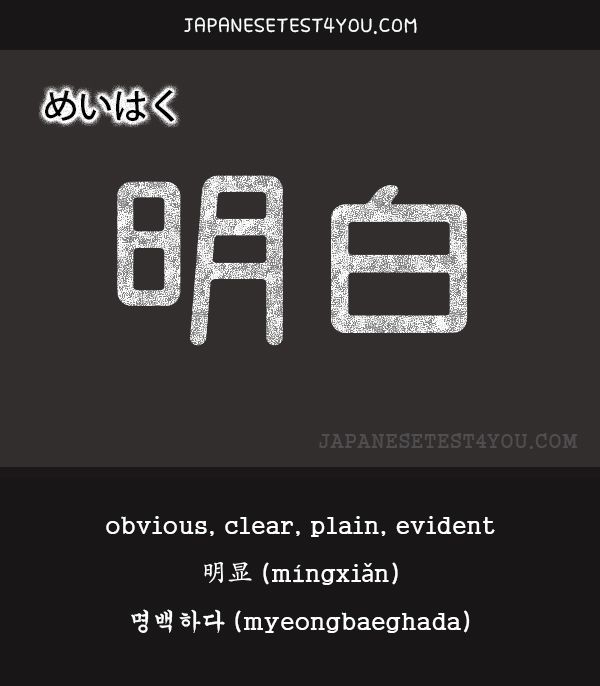 JAPANESETEST4YOU.COM
めいはく
明白
JAPANESETEST4YOU.COM
obvious, clear, plain, evident
明显 (míngxiǎn)
명백하다 (myeongbaeghada)